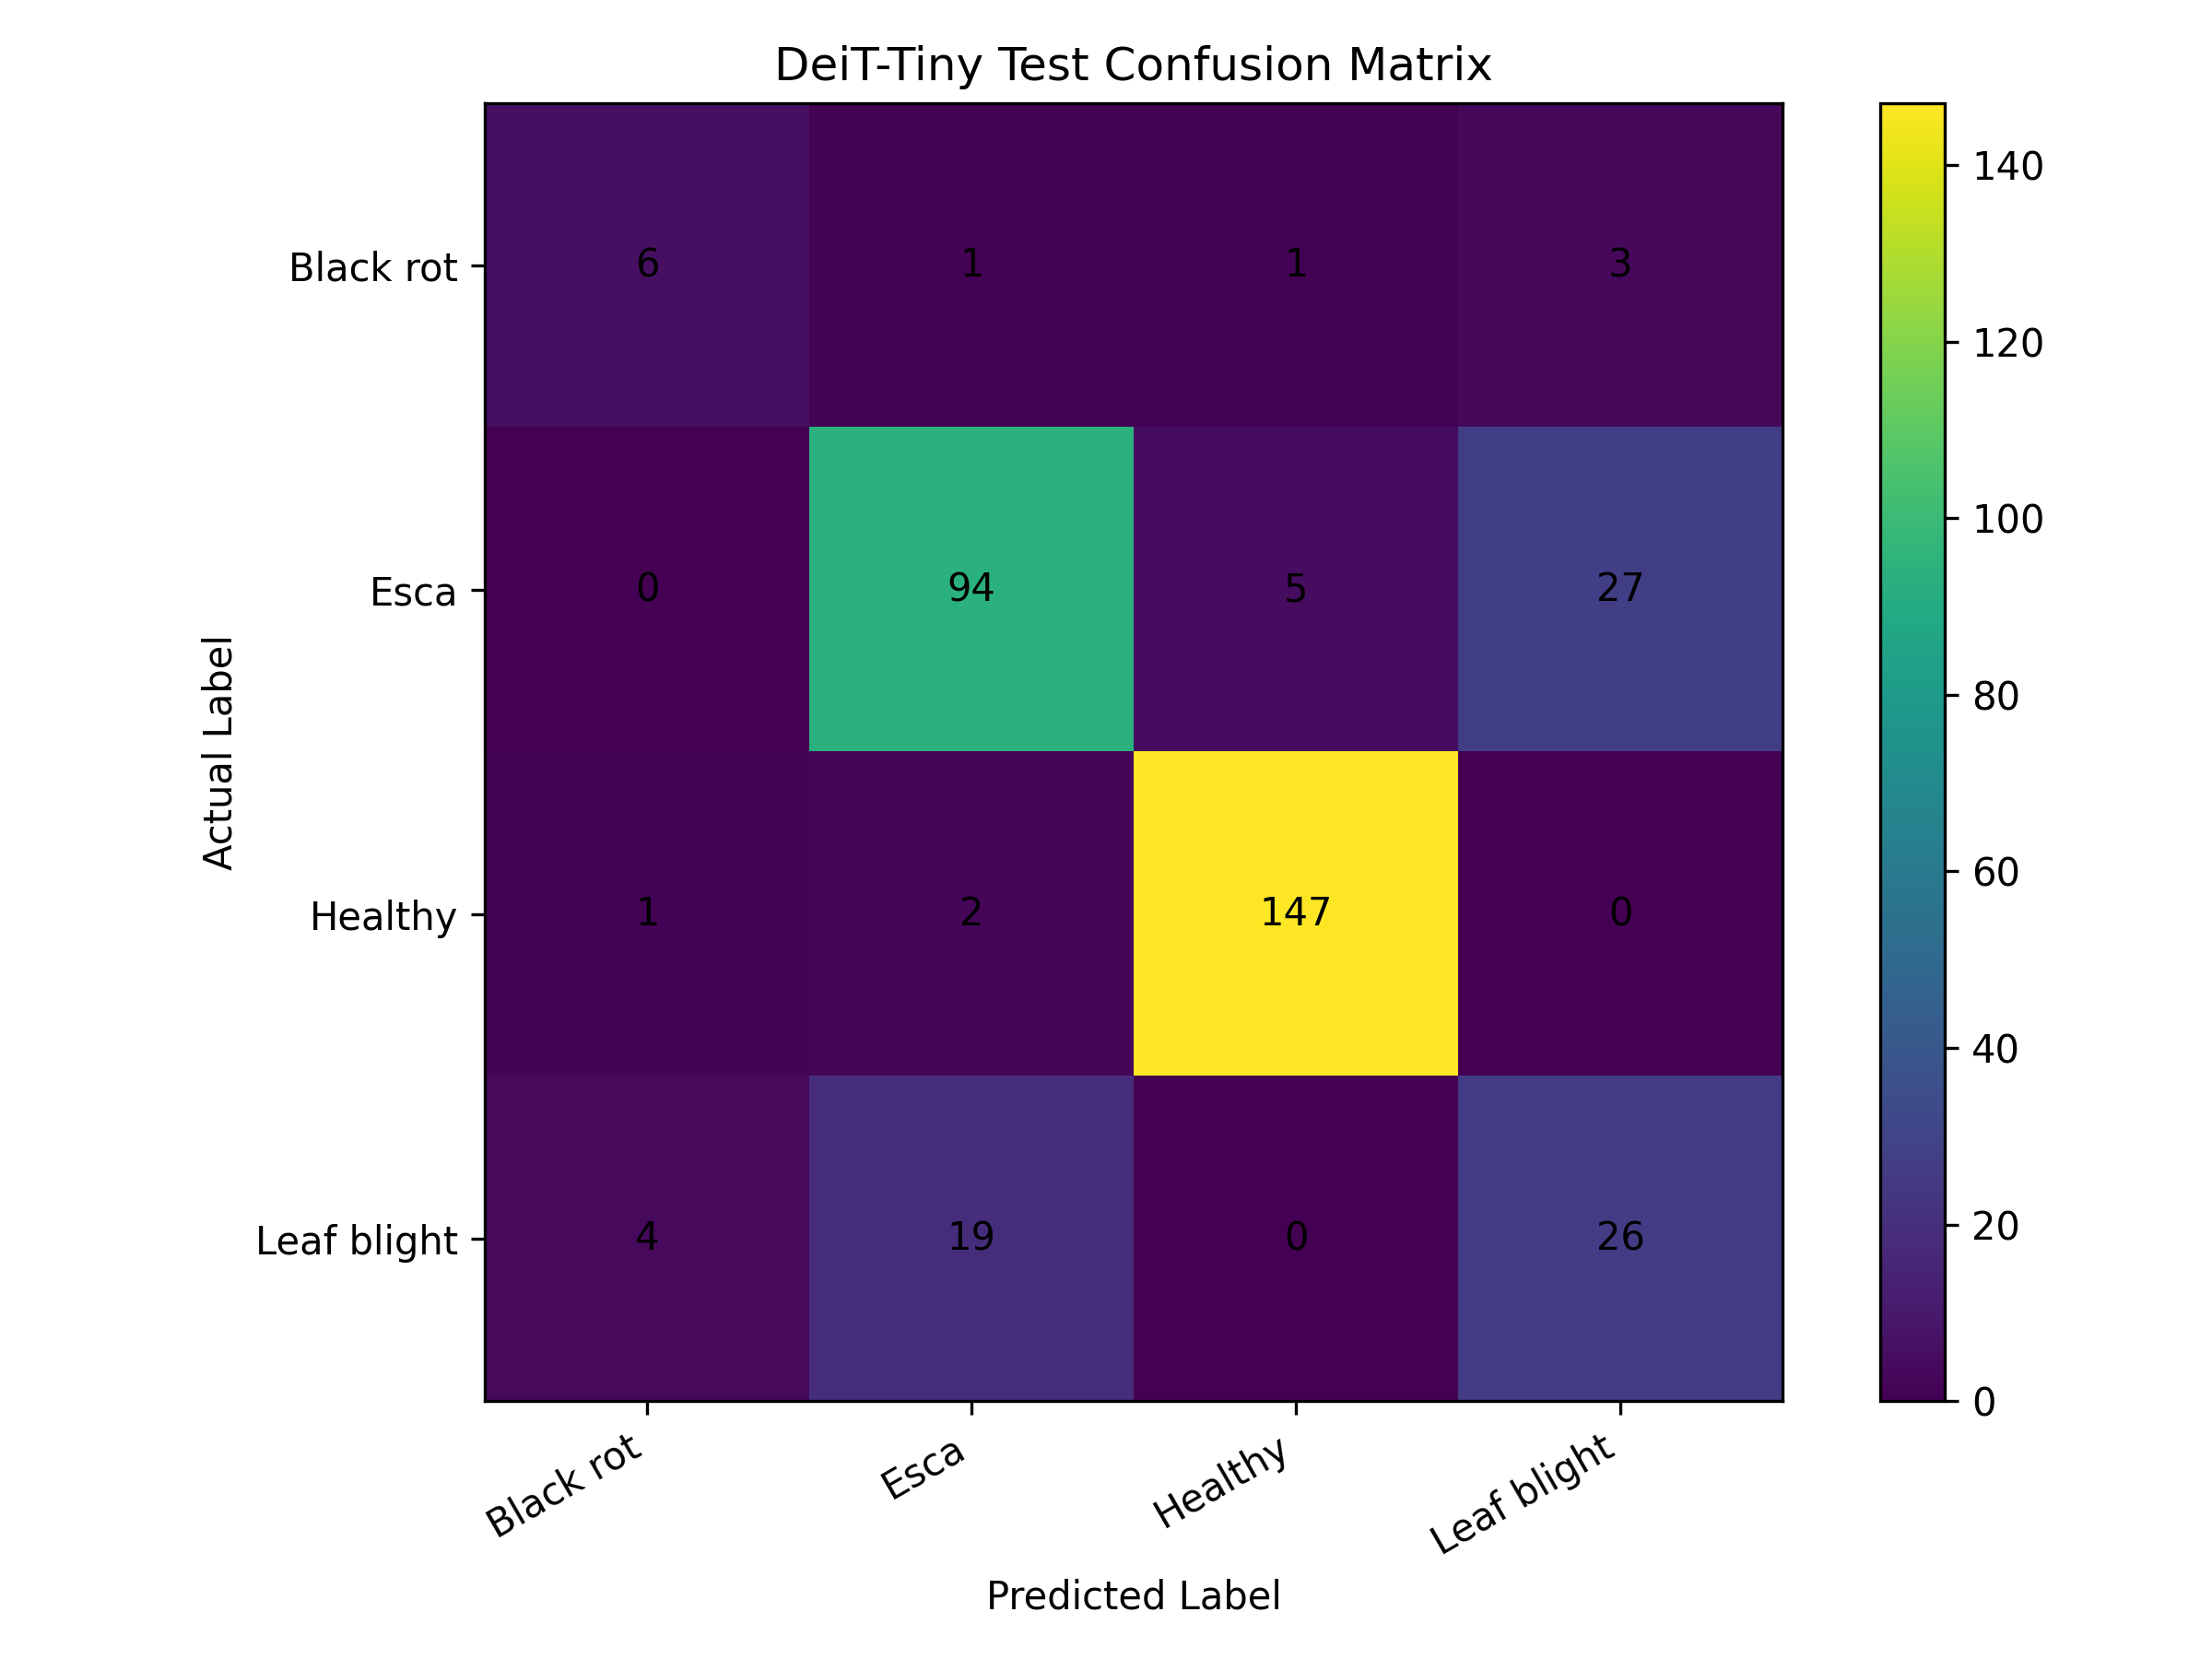 DeiT-Tiny Test Confusion Matrix
Actual Label
Black rot 6 1 1 3
Esca 0 94 5 27
Healthy 1 2 147 0
Leaf blight 4 19 0 26
Black rot Esca Healthy Leaf blight
Predicted Label
140
120
100
80
60
40
20
0